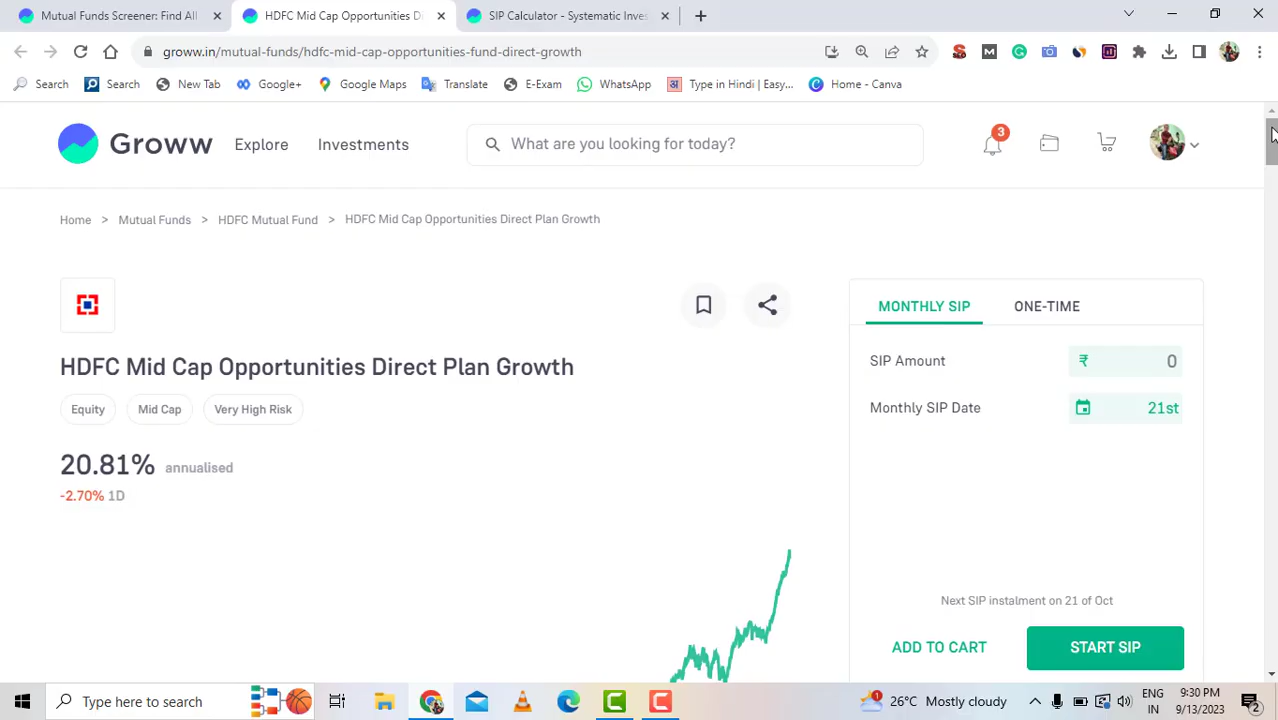 Mutual Funds Screener: Find All
HDFC Mid Cap Opportunities D
SIP Calculator - Systematic Inves
groww.in/mutual-funds/hdfc-mid-cap-opportunities-fund-direct-growth
Search
Search
New Tab
Google+
Google Maps
Translate
E-Exam
WhatsApp
Type in Hindi | Easy...
Home - Canva
Groww
Explore
Investments
What are you looking for today?
3
Home > Mutual Funds > HDFC Mutual Fund > HDFC Mid Cap Opportunities Direct Plan Growth
MONTHLY SIP
ONE-TIME
HDFC Mid Cap Opportunities Direct Plan Growth
SIP Amount
₹ 0
Equity
Mid Cap
Very High Risk
Monthly SIP Date
21st
20.81% annualised
-2.70% 1D
Next SIP instalment on 21 of Oct
ADD TO CART
START SIP
Type here to search
1
26°C Mostly cloudy
ENG
IN
9:30 PM
9/13/2023
2